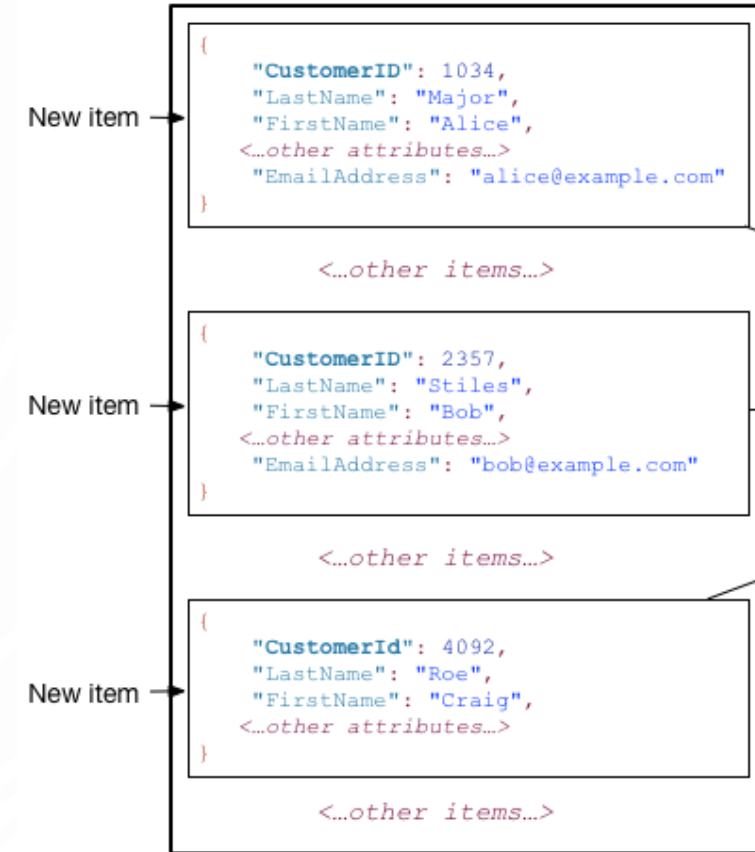 {
"CustomerID": 1034,
"LastName": "Major",
New item
"FirstName": "Alice",
<…other attributes…>
"EmailAddress": "alice@example.com"
}
<…other items…>
{
"CustomerID": 2357,
"LastName": "Stiles",
New item
"FirstName": "Bob",
<…other attributes…>
"EmailAddress": "bob@example.com"
}
<…other items…>
{
"CustomerId": 4092,
"LastName": "Roe",
New item
"FirstName": "Craig",
<…other attributes…>
}
<…other items…>